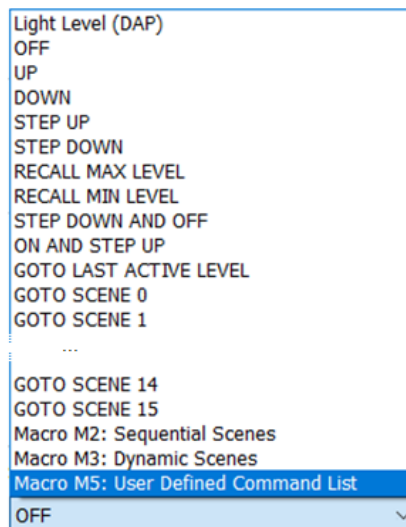 Light Level (DAP)
OFF
UP
DOWN
STEP UP
STEP DOWN
RECALL MAX LEVEL
RECALL MIN LEVEL
STEP DOWN AND OFF
ON AND STEP UP
GOTO LAST ACTIVE LEVEL
GOTO SCENE 0
GOTO SCENE 1
...
GOTO SCENE 14
GOTO SCENE 15
Macro M2: Sequential Scenes
Macro M3: Dynamic Scenes
Macro M5: User Defined Command List
OFF